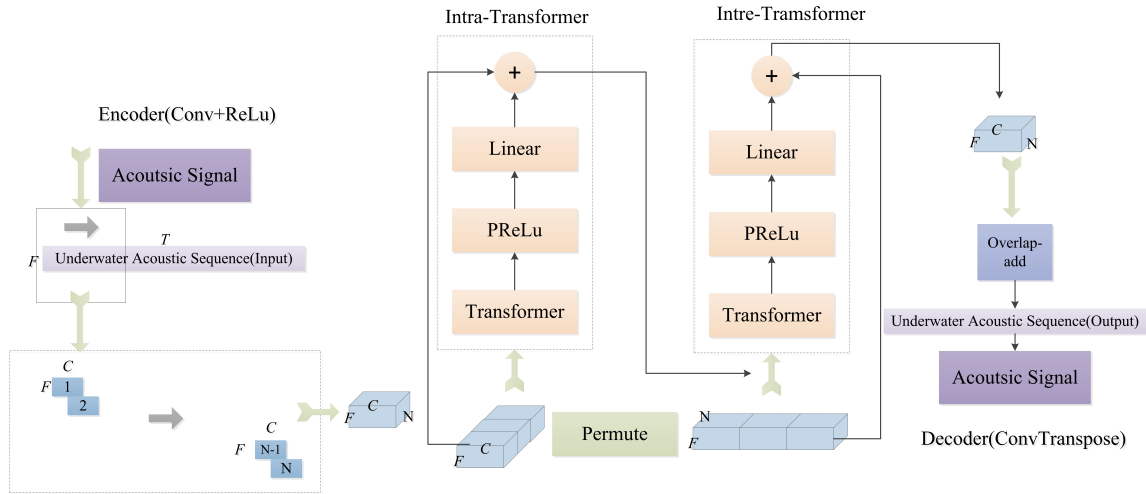 Encoder(Conv+ReLu)
Acoutsic Signal
T
F
Underwater Acoustic Sequence(Input)
C
F
1
2
C
F
N-1
N
C
F
N
Intra-Transformer
+
Linear
PReLu
Transformer
C
F
Permute
Intre-Tramsformer
+
Linear
PReLu
Transformer
N
F
C
F
N
Overlap-
add
Underwater Acoustic Sequence(Output)
Acoutsic Signal
Decoder(ConvTranspose)